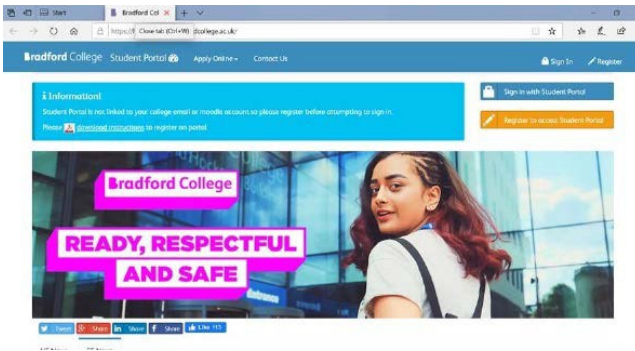 Start
Bradford Col
https://
Close tab (Ctrl+W)
dcollege.ac.uk/
Bradford College Student Portal
Apply Online
Contact Us
Sign In
Register
Information!
Student Portal is not linked to your college email or moodle account so please register before attempting to sign in.
Please download instructions to register on portal
Sign in with Student Portal
Register to access Student Portal
Bradford College
READY, RESPECTFUL
AND SAFE
entrance
Tweet
Share
Share
Share
Like 115